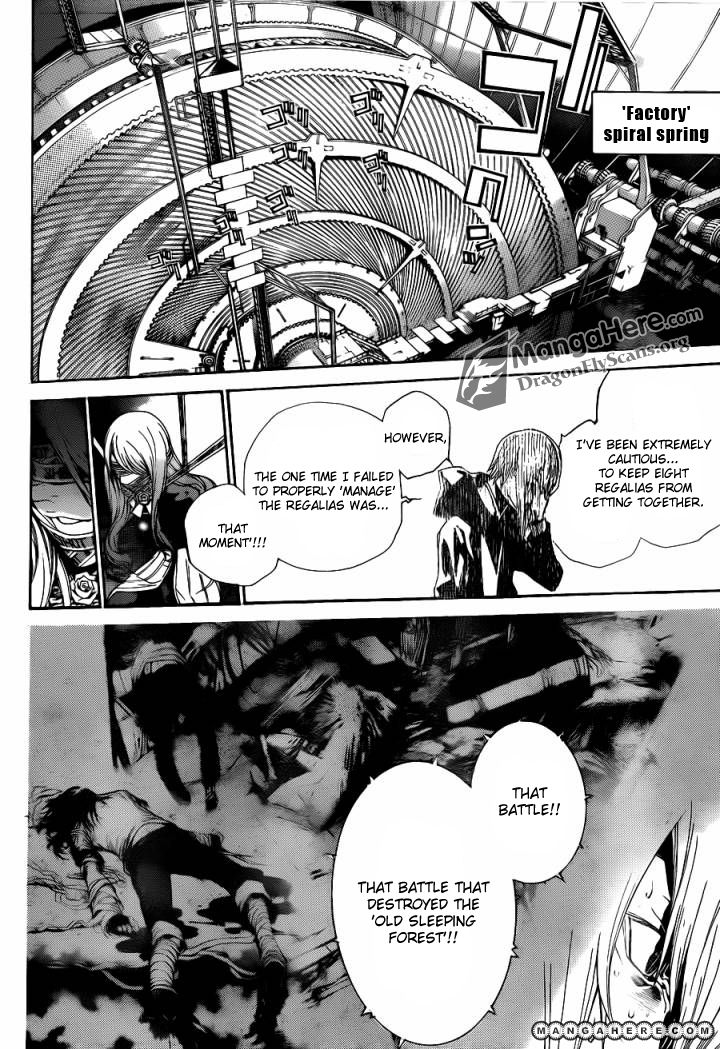 'Factory'
spiral spring
MangaHere.com
DragonFlyScans.org
I'VE BEEN EXTREMELY
CAUTIOUS...
TO KEEP EIGHT
REGALIAS FROM
GETTING TOGETHER.
HOWEVER,
THE ONE TIME I FAILED
TO PROPERLY 'MANAGE'
THE REGALIAS WAS...
THAT
MOMENT'!!!
THAT
BATTLE!!
THAT BATTLE THAT
DESTROYED THE
'OLD SLEEPING
FOREST'!!
MANGAHERE.COM